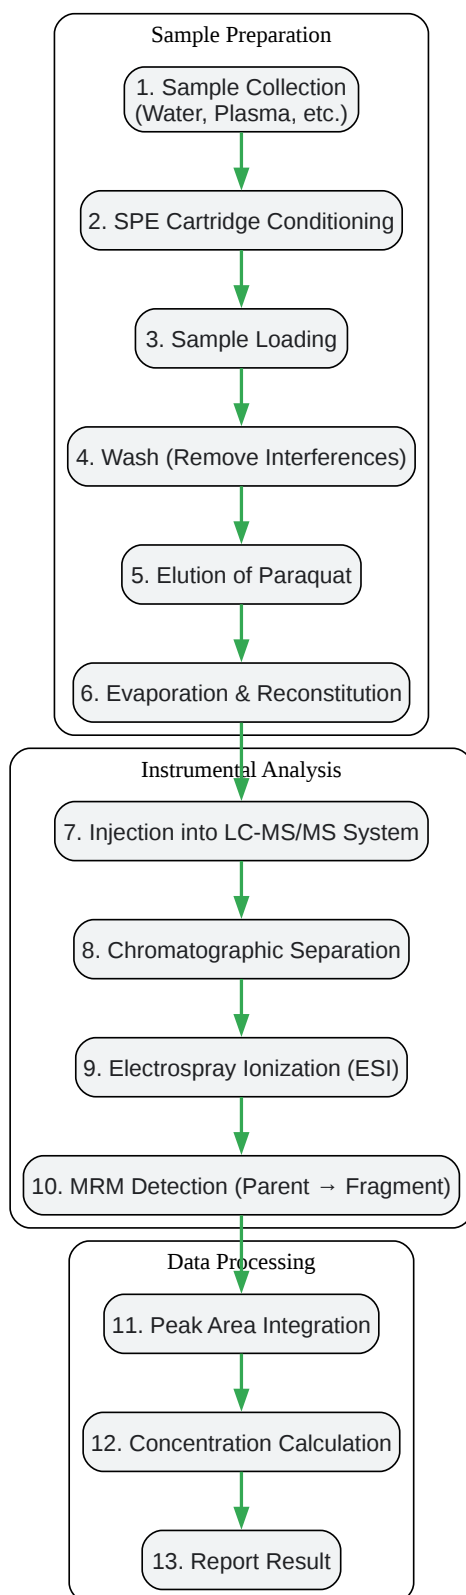 Sample Preparation
1. Sample Collection
(Water, Plasma, etc.)
2. SPE Cartridge Conditioning
3. Sample Loading
4. Wash (Remove Interferences)
5. Elution of Paraquat
6. Evaporation & Reconstitution
Instrumental Analysis
7. Injection into LC-MS/MS System
8. Chromatographic Separation
9. Electrospray Ionization (ESI)
10. MRM Detection (Parent → Fragment)
Data Processing
11. Peak Area Integration
12. Concentration Calculation
13. Report Result